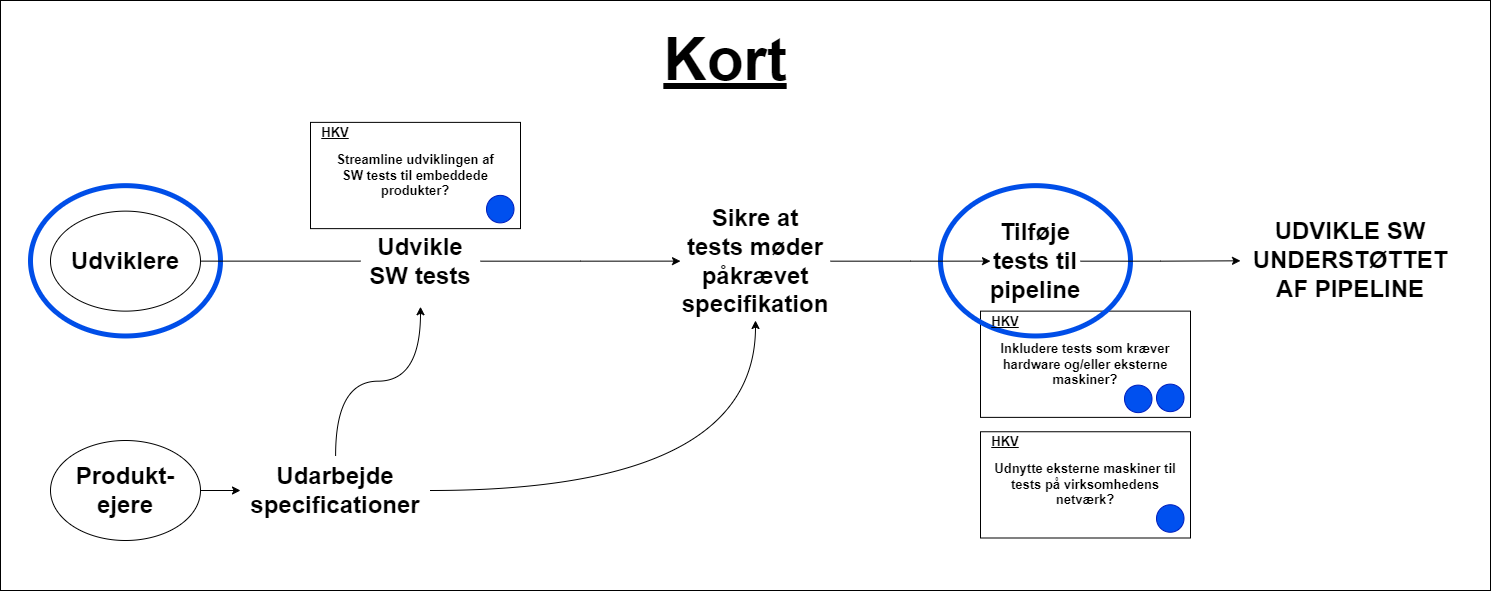 Kort
HKV
Streamline udviklingen af
SW tests til embeddede
produkter?
Udviklere
Udvikle
SW tests
Sikre at
tests møder
påkrævet
specifikation
Tilføje
tests til
pipeline
UDVIKLE SW
UNDERSTØTTET
AF PIPELINE
HKV
Inkludere tests som kræver
hardware og/eller eksterne
maskiner?
HKV
Udnytte eksterne maskiner til
tests på virksomhedens
netværk?
Produkt-
ejere
Udarbejde
specificationer